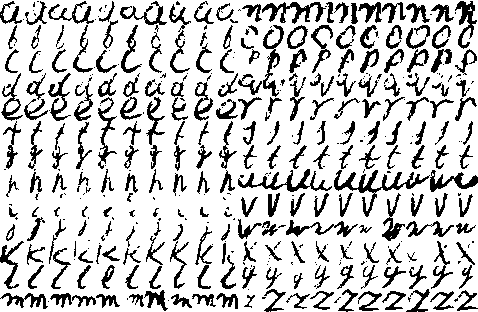 a a a a a a a a a a n n n n n n n n n n
b b b b b b b b b b o o o o o o o o o o
c c c c c c c c c c p p p p p p p p p p
d d d d d d d d d d q q q q q q q q q q
e e e e e e e e e e r r r r r r r r r r
f f f f f f f f f f s s s s s s s s s s
g g g g g g g g g g t t t t t t t t t t
h h h h h h h h h h u u u u u u u u u u
i i i i i i i i i i v v v v v v v v v v
j j j j j j j j j j w w w w w w w w w w
k k k k k k k k k k x x x x x x x x x x
l l l l l l l l l l y y y y y y y y y y
m m m m m m m m m m z z z z z z z z z z